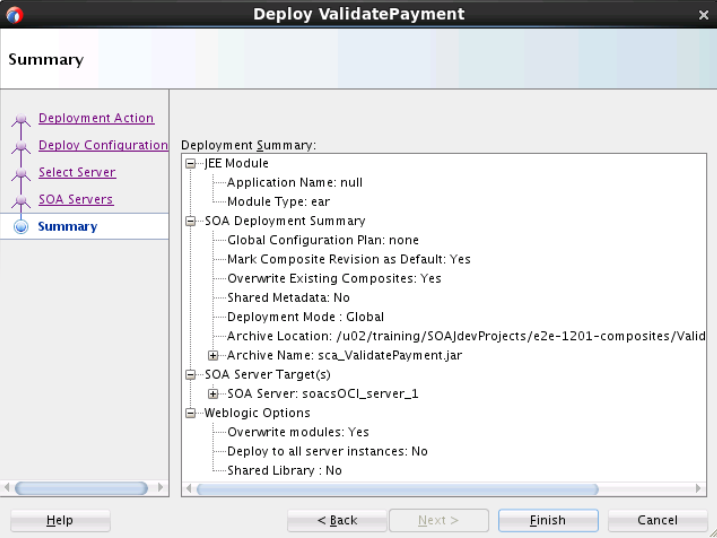 Deploy ValidatePayment
Summary
Deployment Action
Deploy Configuration
Select Server
SOA Servers
Summary
Deployment Summary:
JEE Module
Application Name: null
Module Type: ear
SOA Deployment Summary
Global Configuration Plan: none
Mark Composite Revision as Default: Yes
Overwrite Existing Composites: Yes
Shared Metadata: No
Deployment Mode : Global
Archive Location: /u02/training/SOAJdevProjects/e2e-1201-composites/Valid
Archive Name: sca_ValidatePayment.jar
SOA Server Target(s)
SOA Server: soacsOCI_server_1
Weblogic Options
Overwrite modules: Yes
Deploy to all server instances: No
Shared Library : No
Help
< Back
Next >
Finish
Cancel